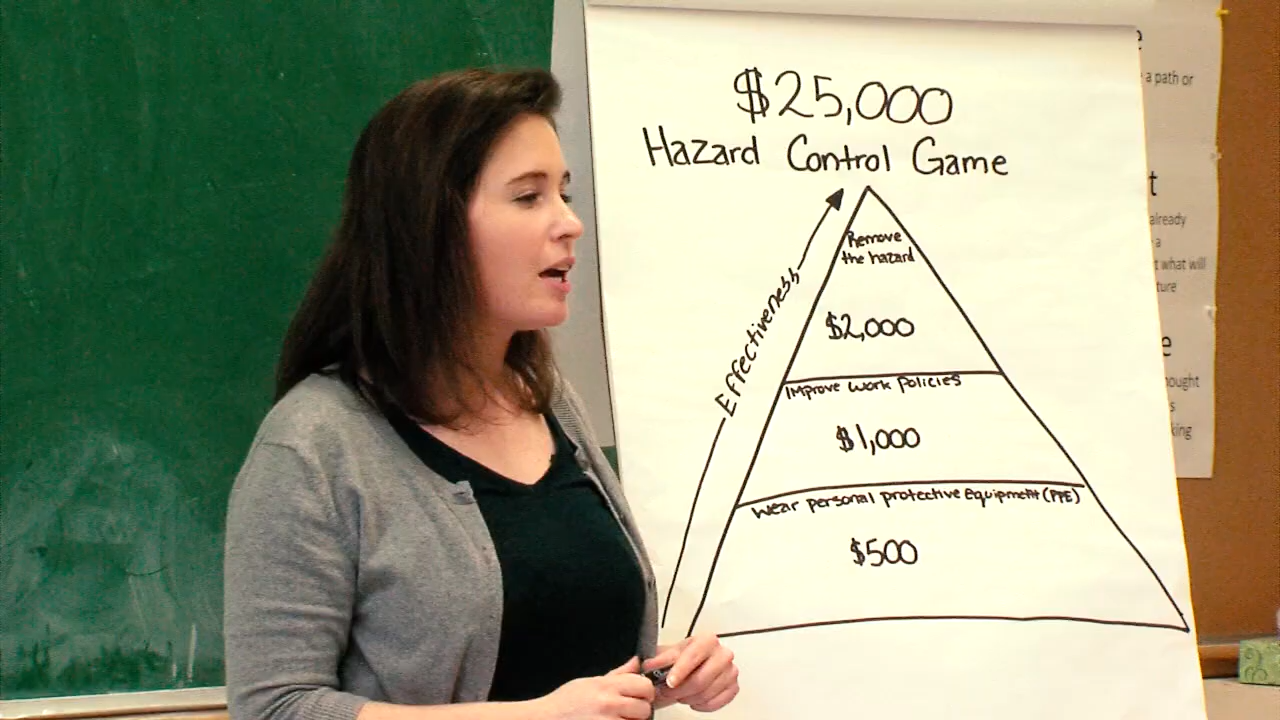 $25,000
Hazard Control Game
Effectiveness
Remove
the hazard
$2,000
Improve work policies
$1,000
Wear personal protective equipment (PPE)
$500
e
a path or
t
already
a
t what will
ture
e
hought
s
king